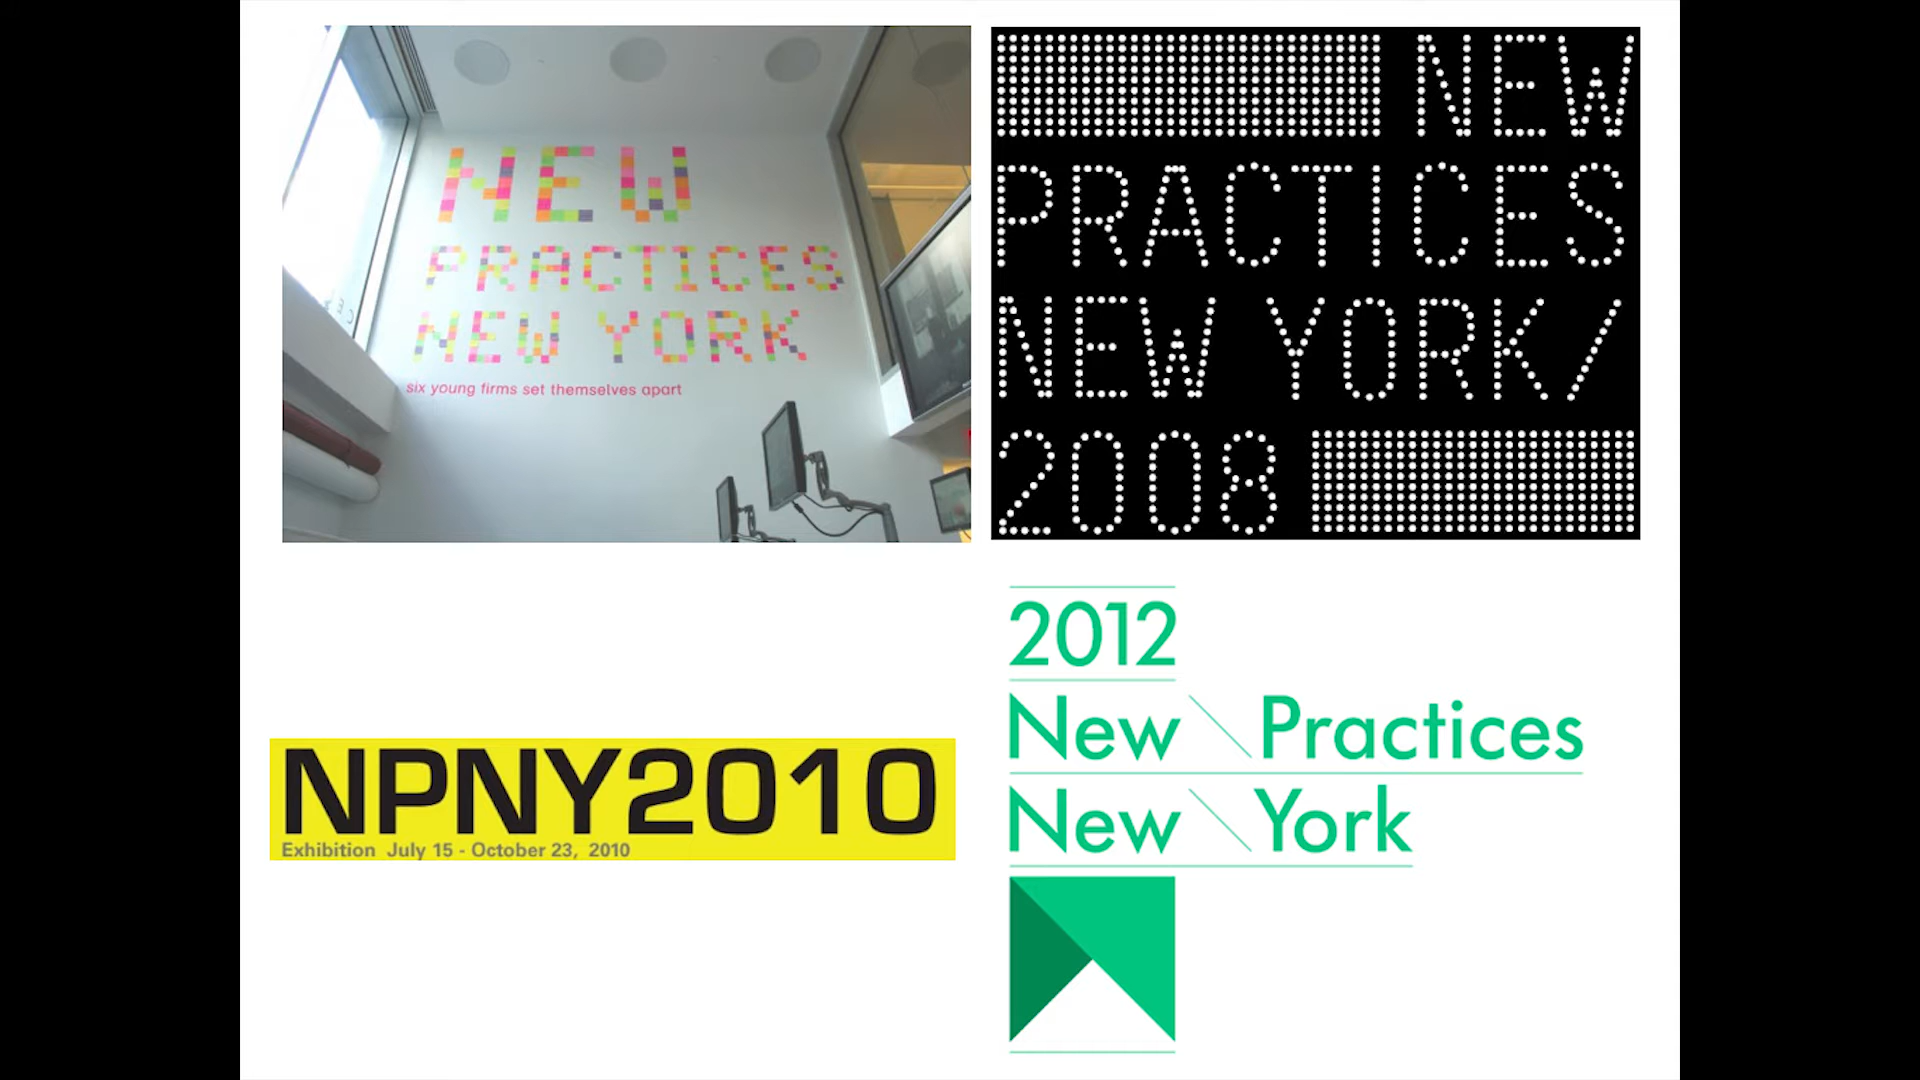 NEW
PRACTICES
NEW YORK
six young firms set themselves apart
NEW
PRACTICES
NEW YORK/
2008
NPNY2010
Exhibition July 15 - October 23, 2010
2012
New \ Practices
New \ York